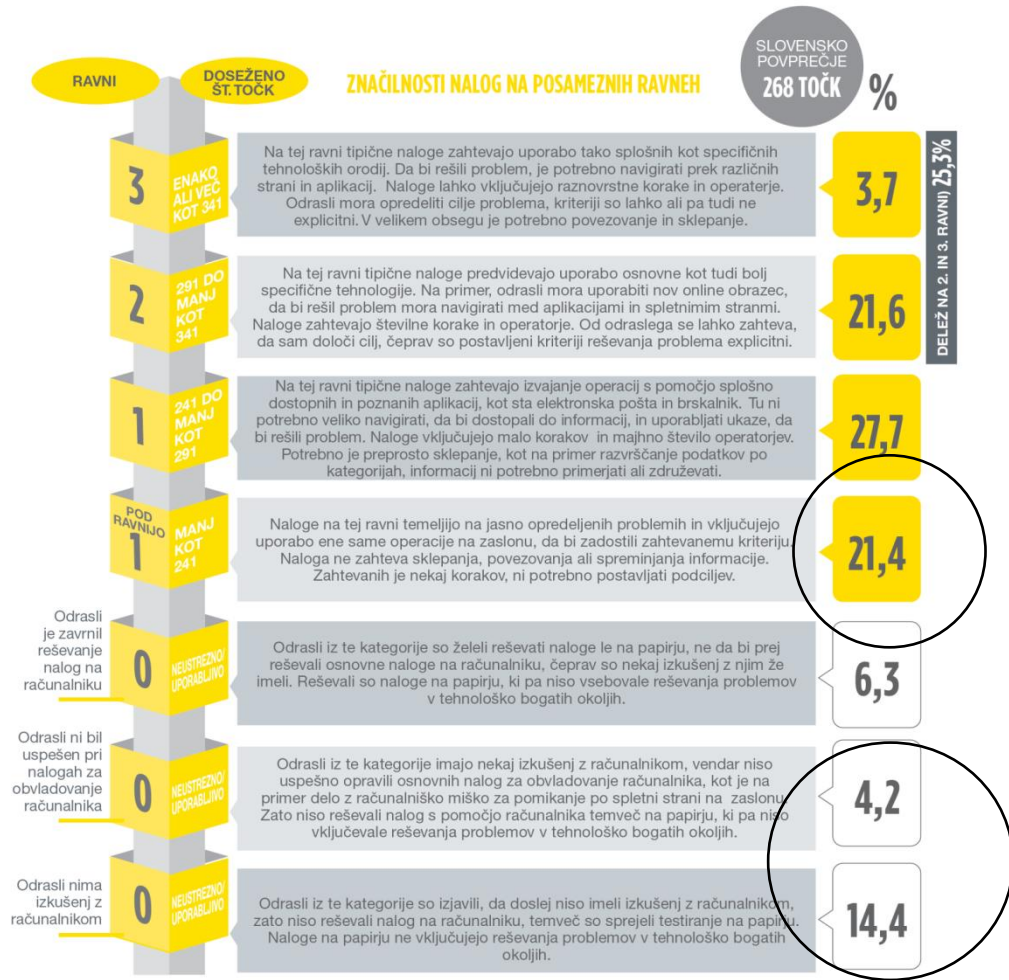 RAVNI
DOSEŽENO
ŠT. TOČK
ZNAČILNOSTI NALOG NA POSAMEZNIH RAVNEH
SLOVENSKO
POVPREČJE
268 TOČK
%
3
ENAKO
ALI VEČ
KOT 341
Na tej ravni tipične naloge zahtevajo uporabo tako splošnih kot specifičnih
tehnoloških orodij. Da bi rešili problem, je potrebno navigirati prek različnih
strani in aplikacij. Naloge lahko vključujejo raznovrstne korake in operaterje.
Odrasli mora opredeliti cilje problema, kriteriji so lahko ali pa tudi ne
explicitni. V velikem obsegu je potrebno povezovanje in sklepanje.
3,7
DELEŽ NA 2. IN 3. RAVNI) 25,3%
2
291 DO
MANJ
KOT
341
Na tej ravni tipične naloge predvidevajo uporabo osnovne kot tudi bolj
specifične tehnologije. Na primer, odrasli mora uporabiti nov online obrazec,
da bi rešil problem mora navigirati med aplikacijami in spletnimim stranmi.
Naloge zahtevajo številne korake in operatorje. Od odraslega se lahko zahteva,
da sam določi cilj, čeprav so postavljeni kriteriji reševanja problema explicitni.
21,6
1
241 DO
MANJ
KOT
291
Na tej ravni tipične naloge zahtevajo izvajanje operacij s pomočjo splošno
dostopnih in poznanih aplikacij, kot sta elektronska pošta in brskalnik. Tu ni
potrebno veliko navigirati, da bi dostopali do informacij, in uporabljati ukaze, da
bi rešili problem. Naloge vključujejo malo korakov in majhno število operatorjev.
Potrebno je preprosto sklepanje, kot na primer razvrščanje podatkov po
kategorijah, informacij ni potrebno primerjati ali združevati.
27,7
POD
RAVNIJO
1
MANJ
KOT
241
Naloge na tej ravni temeljijo na jasno opredeljenih problemih in vključujejo
uporabo ene same operacije na zaslonu, da bi zadostili zahtevanemu kriteriju.
Naloga ne zahteva sklepanja, povezovanja ali spreminjanja informacije.
Zahtevanih je nekaj korakov, ni potrebno postavljati podciljev.
21,4
Odrasli
je zavrnil
reševanje
nalog na
računalniku
0
NEUSTREZNO/
UPORABLJIVO
Odrasli iz te kategorije so želeli reševati naloge le na papirju, ne da bi prej
reševali osnovne naloge na računalniku, čeprav so nekaj izkušenj z njim že
imeli. Reševali so naloge na papirju, ki pa niso vsebovale reševanja problemov
v tehnološko bogatih okoljih.
6,3
Odrasli ni bil
uspešen pri
nalogah za
obvladovanje
računalnika
0
NEUSTREZNO/
UPORABLJIVO
Odrasli iz te kategorije imajo nekaj izkušenj z računalnikom, vendar niso
uspešno opravili osnovnih nalog za obvladovanje računalnika, kot je na
primer delo z računalniško miško za pomikanje po spletni strani na zaslonu.
Zato niso reševali nalog s pomočjo računalnika temveč na papirju, ki pa niso
vključevale reševanja problemov v tehnološko bogatih okoljih.
4,2
Odrasli nima
izkušenj z
računalnikom
0
NEUSTREZNO/
UPORABLJIVO
Odrasli iz te kategorije so izjavili, da doslej niso imeli izkušenj z računalnikom,
zato niso reševali nalog na računalniku, temveč so sprejeli testiranje na papirju.
Naloge na papirju ne vključujejo reševanja problemov v tehnološko bogatih
okoljih.
14,4